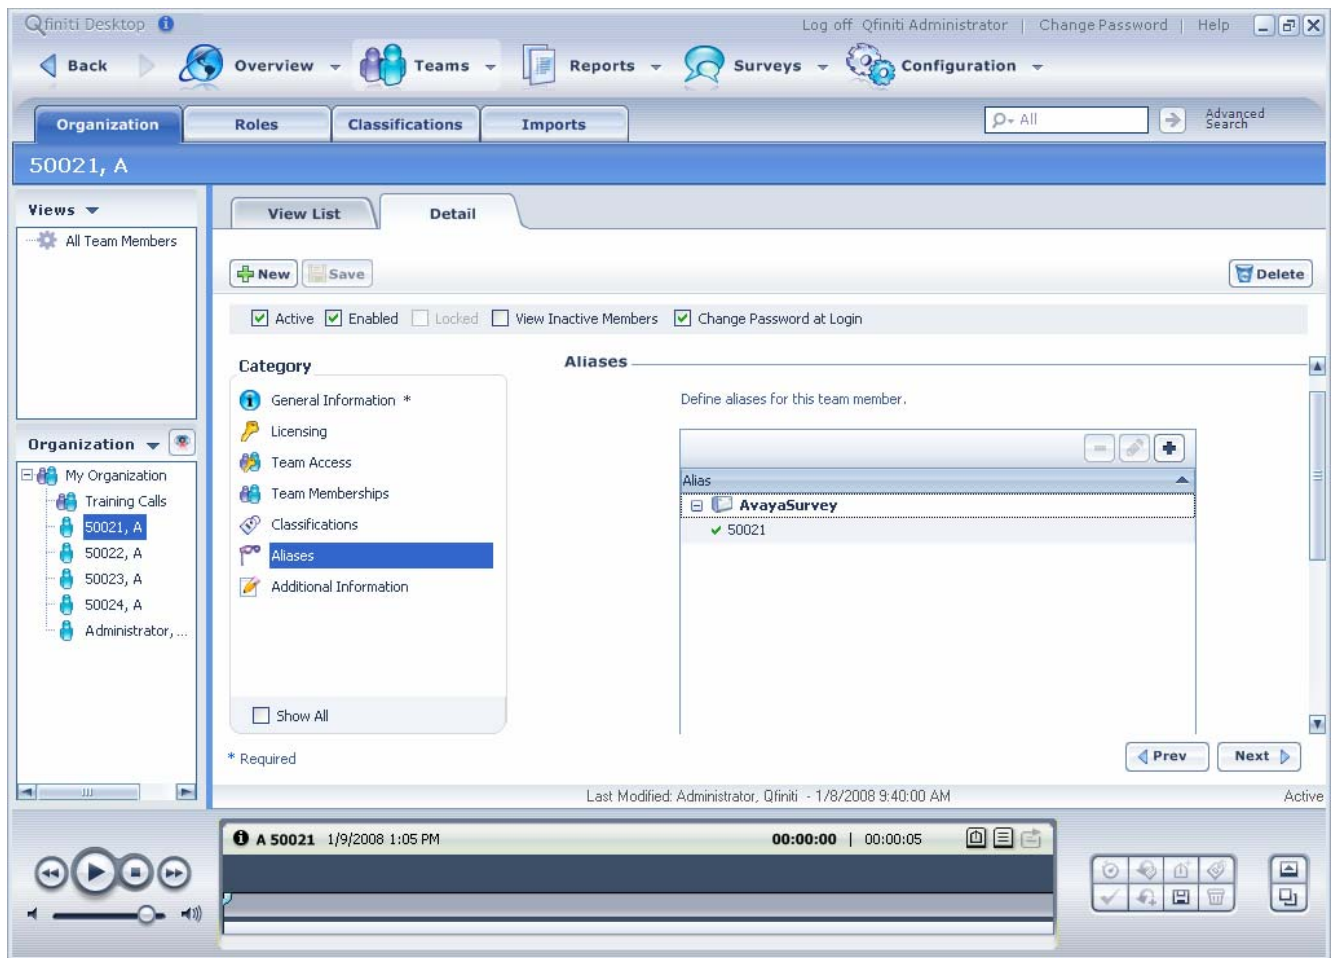 Qfiniti Desktop
Log off Qfiniti Administrator | Change Password | Help
Back
Overview
Teams
Reports
Surveys
Configuration
Organization
Roles
Classifications
Imports
All
Advanced Search
50021, A
Views
All Team Members
View List
Detail
New
Save
Delete
Active
Enabled
Locked
View Inactive Members
Change Password at Login
Category
General Information *
Licensing
Team Access
Team Memberships
Classifications
Aliases
Additional Information
Show All
* Required
Aliases
Define aliases for this team member.
Alias
AvayaSurvey
50021
Organization
My Organization
Training Calls
50021, A
50022, A
50023, A
50024, A
Administrator, ...
Prev
Next
Last Modified: Administrator, Qfiniti - 1/8/2008 9:40:00 AM
Active
A 50021 1/9/2008 1:05 PM
00:00:00 | 00:00:05